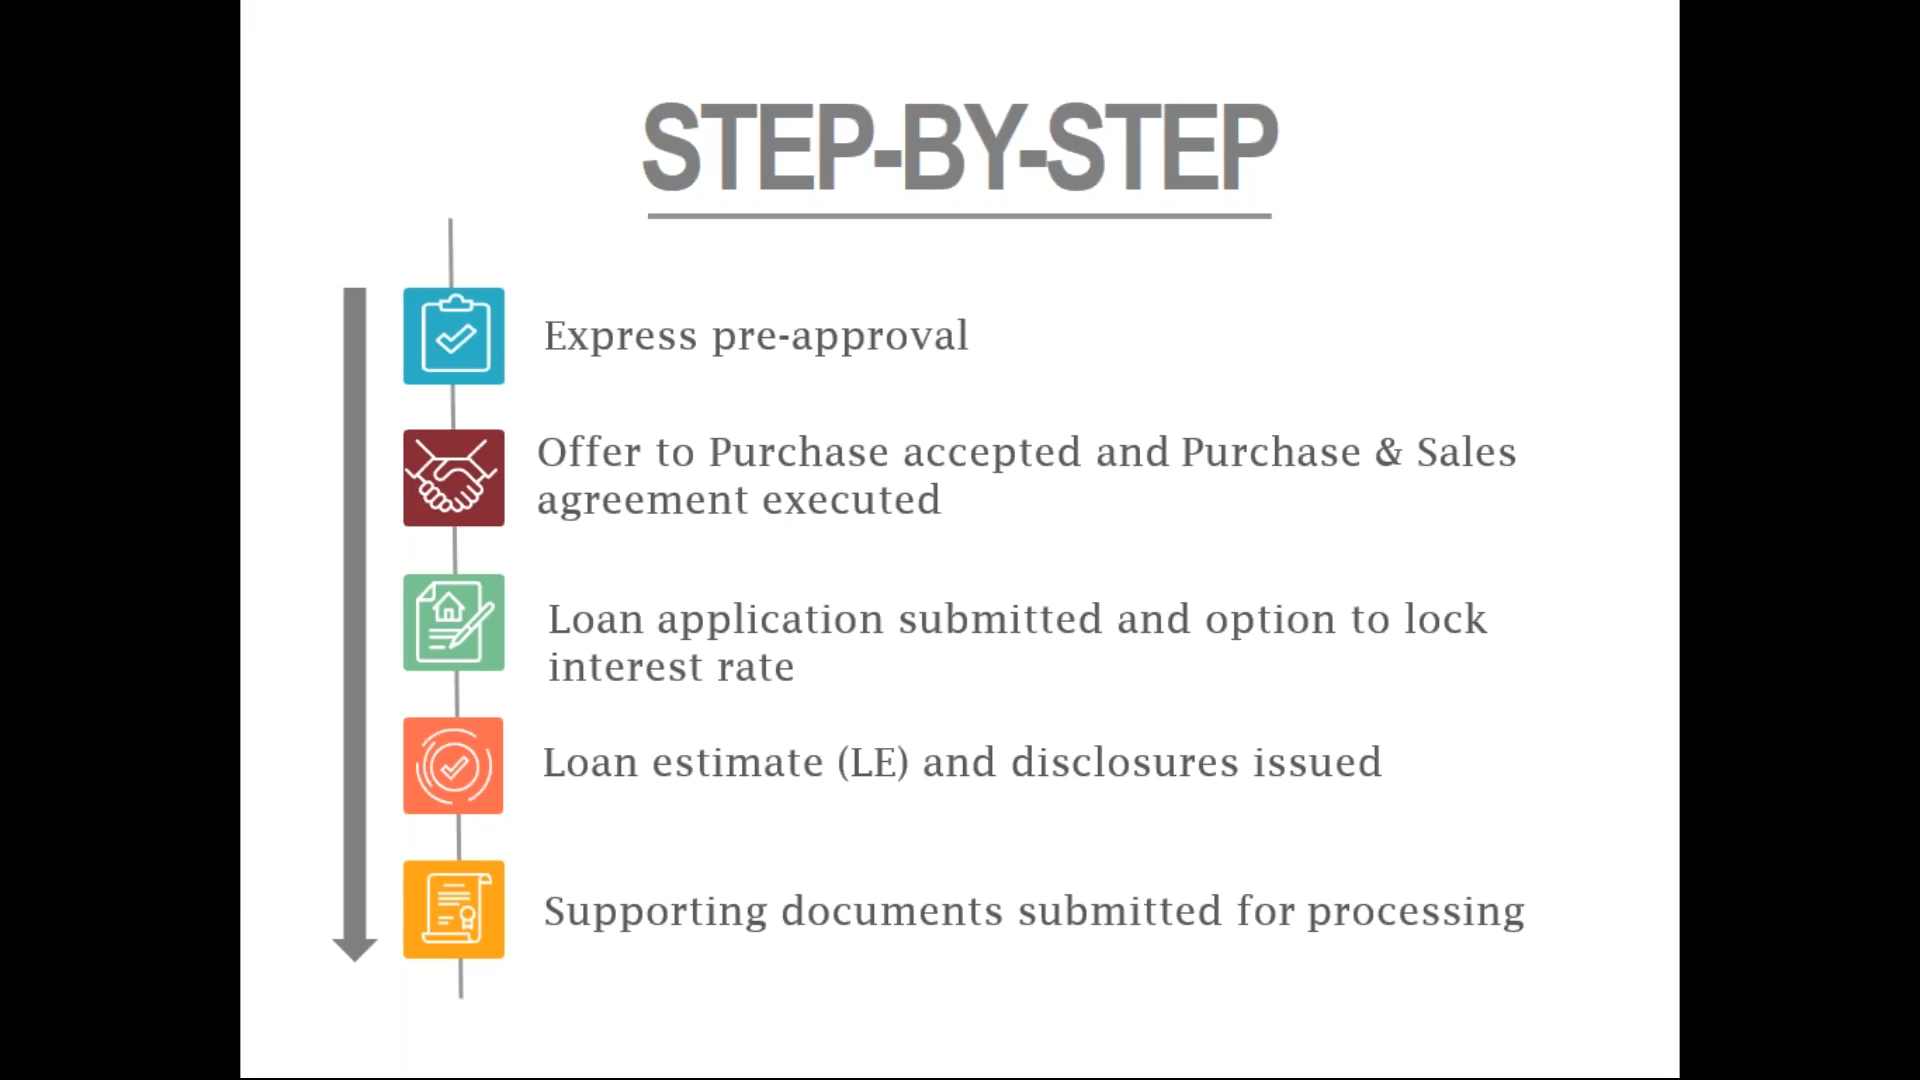 STEP-BY-STEP
Express pre-approval
Offer to Purchase accepted and Purchase & Sales
agreement executed
Loan application submitted and option to lock
interest rate
Loan estimate (LE) and disclosures issued
Supporting documents submitted for processing